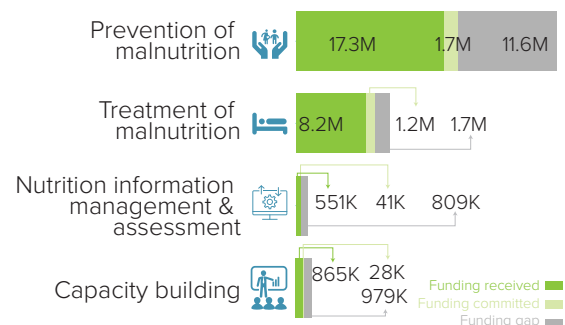 Prevention of
malnutrition
17.3M 1.7M 11.6M
Treatment of
malnutrition
8.2M 1.2M 1.7M
Nutrition information
management &
assessment
551K 41K 809K
Capacity building
865K 28K
979K
Funding received
Funding committed
Funding gap